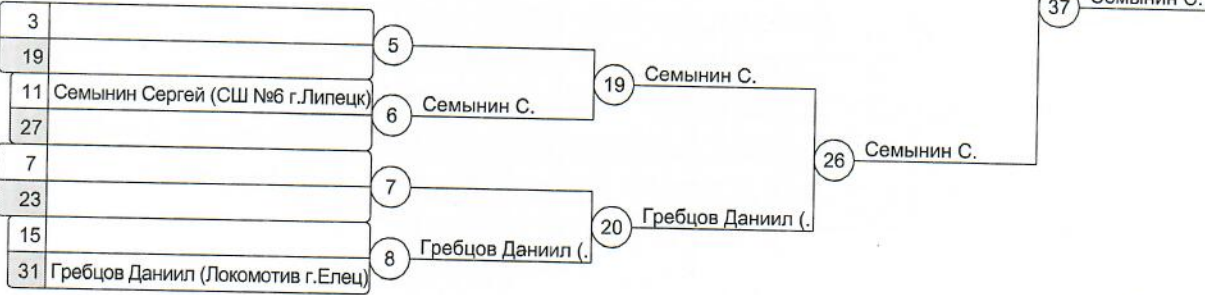 37 Семынин С.
3
5
19
19 Семынин С.
11 Семынин Сергей (СШ №6 г.Липецк)
6 Семынин С.
27
26 Семынин С.
7
7
23
20 Гребцов Даниил (.
15
8 Гребцов Даниил (.
31 Гребцов Даниил (Локомотив г.Елец)